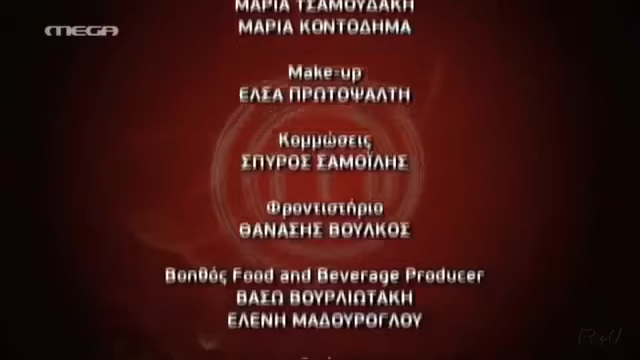 MEGA
ΜΑΡΙΑ ΤΣΑΜΟΥΔΑΚΗ
ΜΑΡΙΑ ΚΟΝΤΟΔΗΜΑ
Make-up
ΕΛΣΑ ΠΡΩΤΟΨΑΛΤΗ
Κομμώσεις
ΣΠΥΡΟΣ ΣΑΜΟΪΛΗΣ
Φροντιστήριο
ΘΑΝΑΣΗΣ ΒΟΥΛΚΟΣ
Βοηθός Food and Beverage Producer
ΒΑΣΩ ΒΟΥΡΛΙΩΤΑΚΗ
ΕΛΕΝΗ ΜΑΔΟΥΡΟΓΛΟΥ